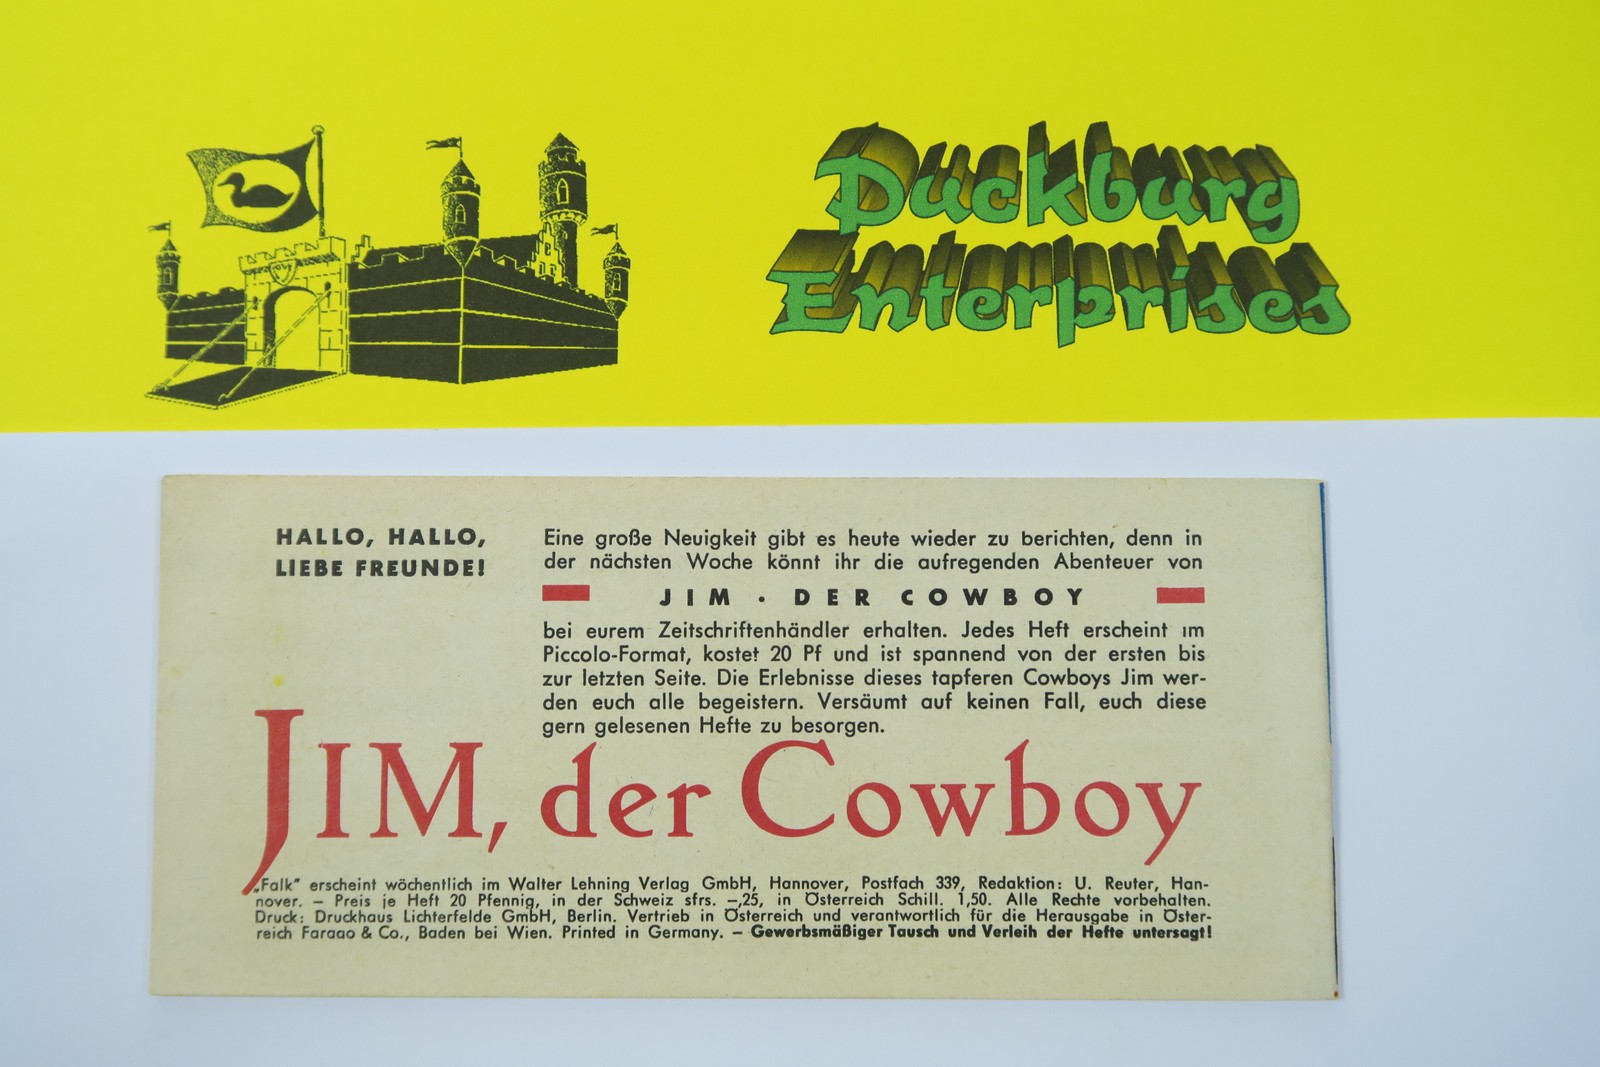 Duckburg
Enterprises
HALLO, HALLO,
LIEBE FREUNDE!
Eine große Neuigkeit gibt es heute wieder zu berichten, denn in
der nächsten Woche könnt ihr die aufregenden Abenteuer von
JIM · DER COWBOY
bei eurem Zeitschriftenhändler erhalten. Jedes Heft erscheint im
Piccolo-Format, kostet 20 Pf und ist spannend von der ersten bis
zur letzten Seite. Die Erlebnisse dieses tapferen Cowboys Jim wer-
den euch alle begeistern. Versäumt auf keinen Fall, euch diese
gern gelesenen Hefte zu besorgen.
JIM, der Cowboy
„Falk" erscheint wöchentlich im Walter Lehning Verlag GmbH, Hannover, Postfach 339, Redaktion: U. Reuter, Han-
nover. – Preis je Heft 20 Pfennig, in der Schweiz sfrs. –,25, in Österreich Schill. 1,50. Alle Rechte vorbehalten.
Druck: Druckhaus Lichterfelde GmbH, Berlin. Vertrieb in Österreich und verantwortlich für die Herausgabe in Öster-
reich Farago & Co., Baden bei Wien. Printed in Germany. – Gewerbsmäßiger Tausch und Verleih der Hefte untersagt!